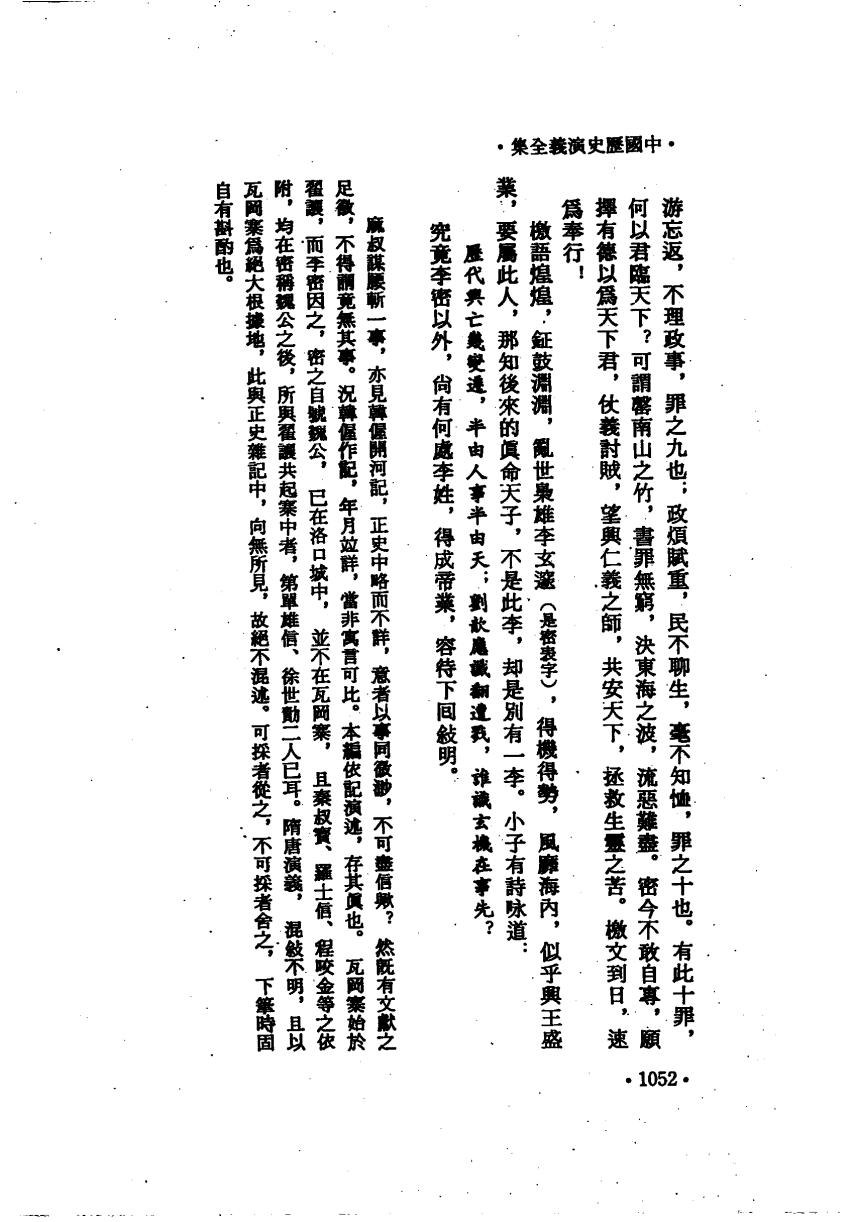 ·中國歷史演義全集·
游忘返，不理政事，罪之九也；政煩賦重，民不聊生，毫不知恤，罪之十也。有此十罪，
何以君臨天下？可謂罄南山之竹，書罪無窮，決東海之波，流惡難盡。密今不敢自專，願
擇有德以爲天下君，仗義討賊，望興仁義之師，共安天下，拯救生靈之苦。檄文到日，速
爲奉行！
檄語煌煌，鉦鼓淵淵，亂世梟雄李玄邃（是密表字），得機得勢，風靡海內，似乎興王盛
業，要屬此人，那知後來的眞命天子，不是此李，却是別有一李。小子有詩咏道：
歷代興亡幾變遷，半由人事半由天；劉歆應讖翻遭戮，誰識玄機在事先？
究竟李密以外，尙有何處李姓，得成帝業，容待下回敍明。
麻叔謀腰斬一事，亦見韓偓開河記，正史中略而不詳，意者以事同微渺，不可盡信歟？然旣有文獻之
足徵，不得謂竟無其事。況韓偓作記，年月竝詳，當非寓言可比。本編依記演述，存其眞也。瓦岡寨始於
翟讓，而李密因之，密之自號魏公，已在洛口城中，並不在瓦岡寨，且秦叔寶、羅士信、程咬金等之依
附，均在密稱魏公之後，所與翟讓共起寨中者，第單雄信、徐世勣二人已耳。隋唐演義，混敍不明，且以
瓦岡寨爲絕大根據地，此與正史雜記中，向無所見，故絕不混述。可採者從之，不可採者舍之，下筆時固
自有斟酌也。
·1052·